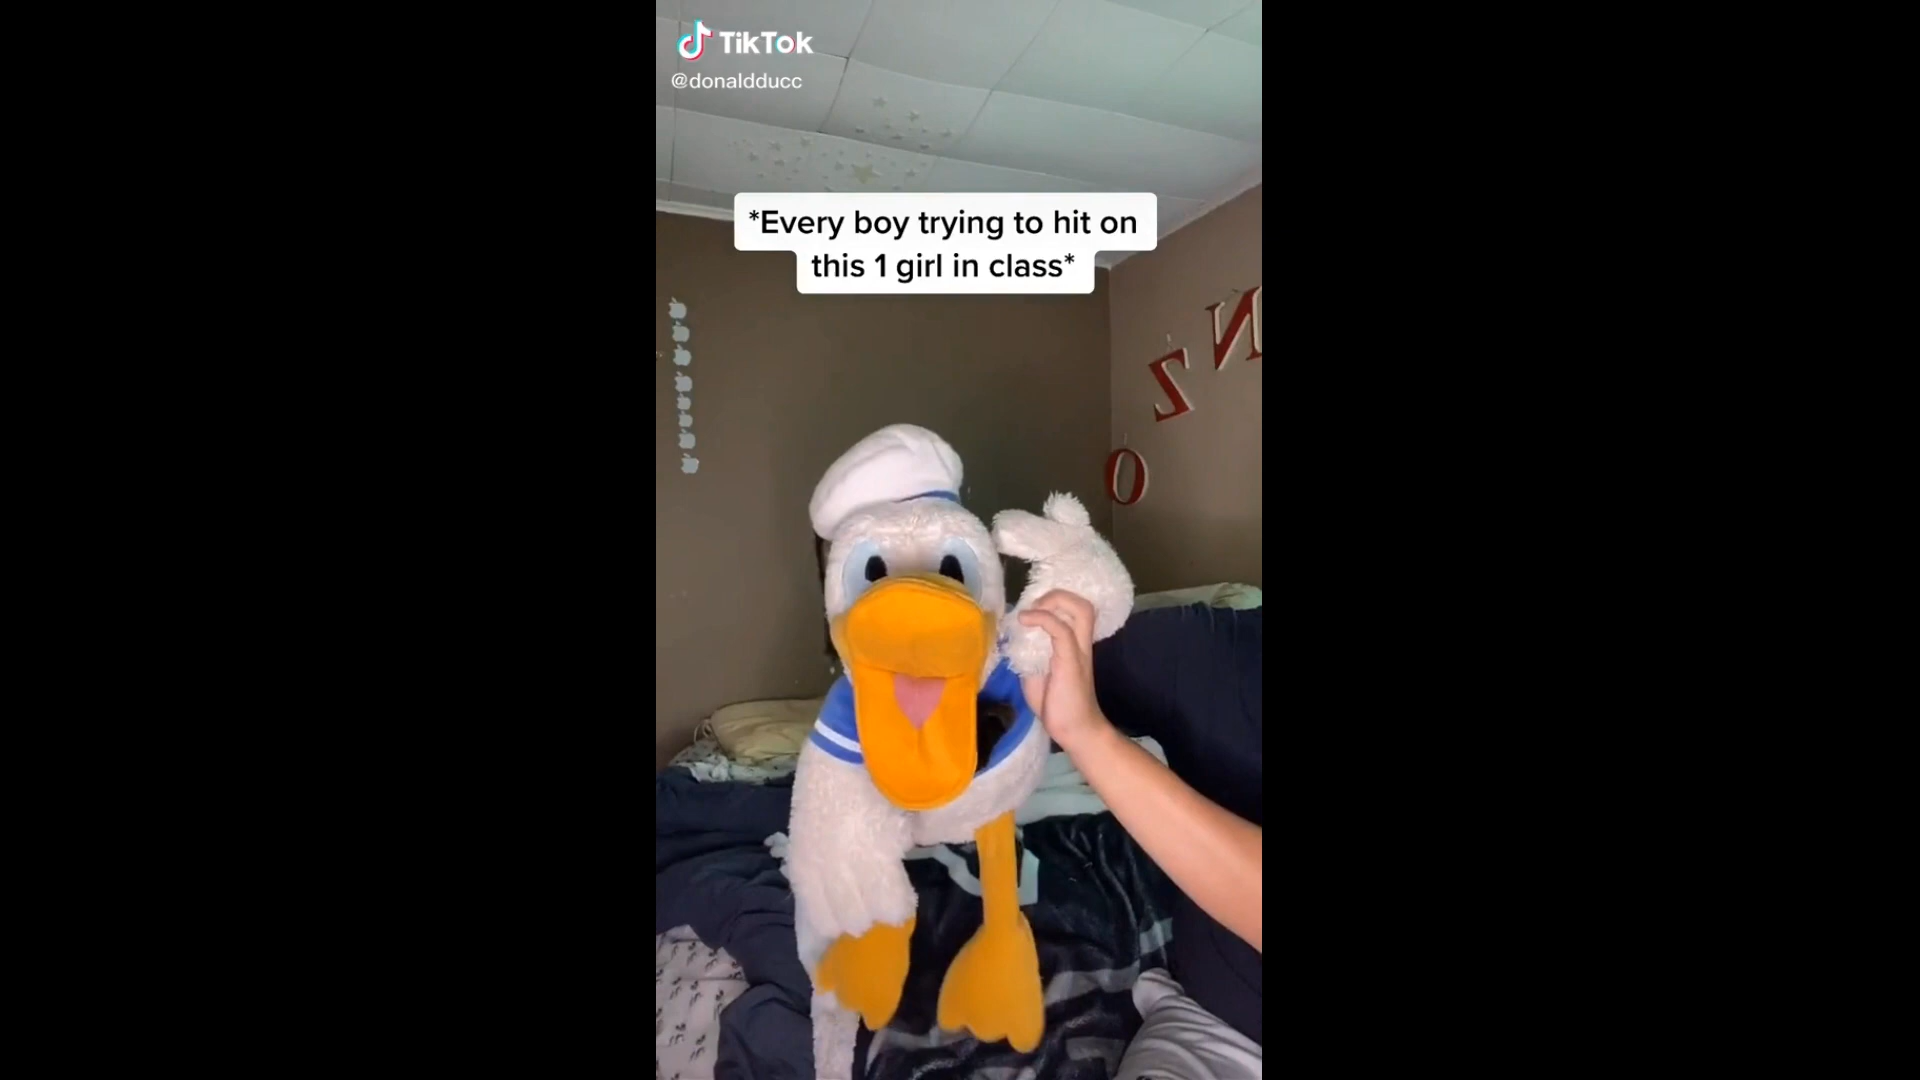 TikTok
@donaldducc
*Every boy trying to hit on
this 1 girl in class*
N
Z
O